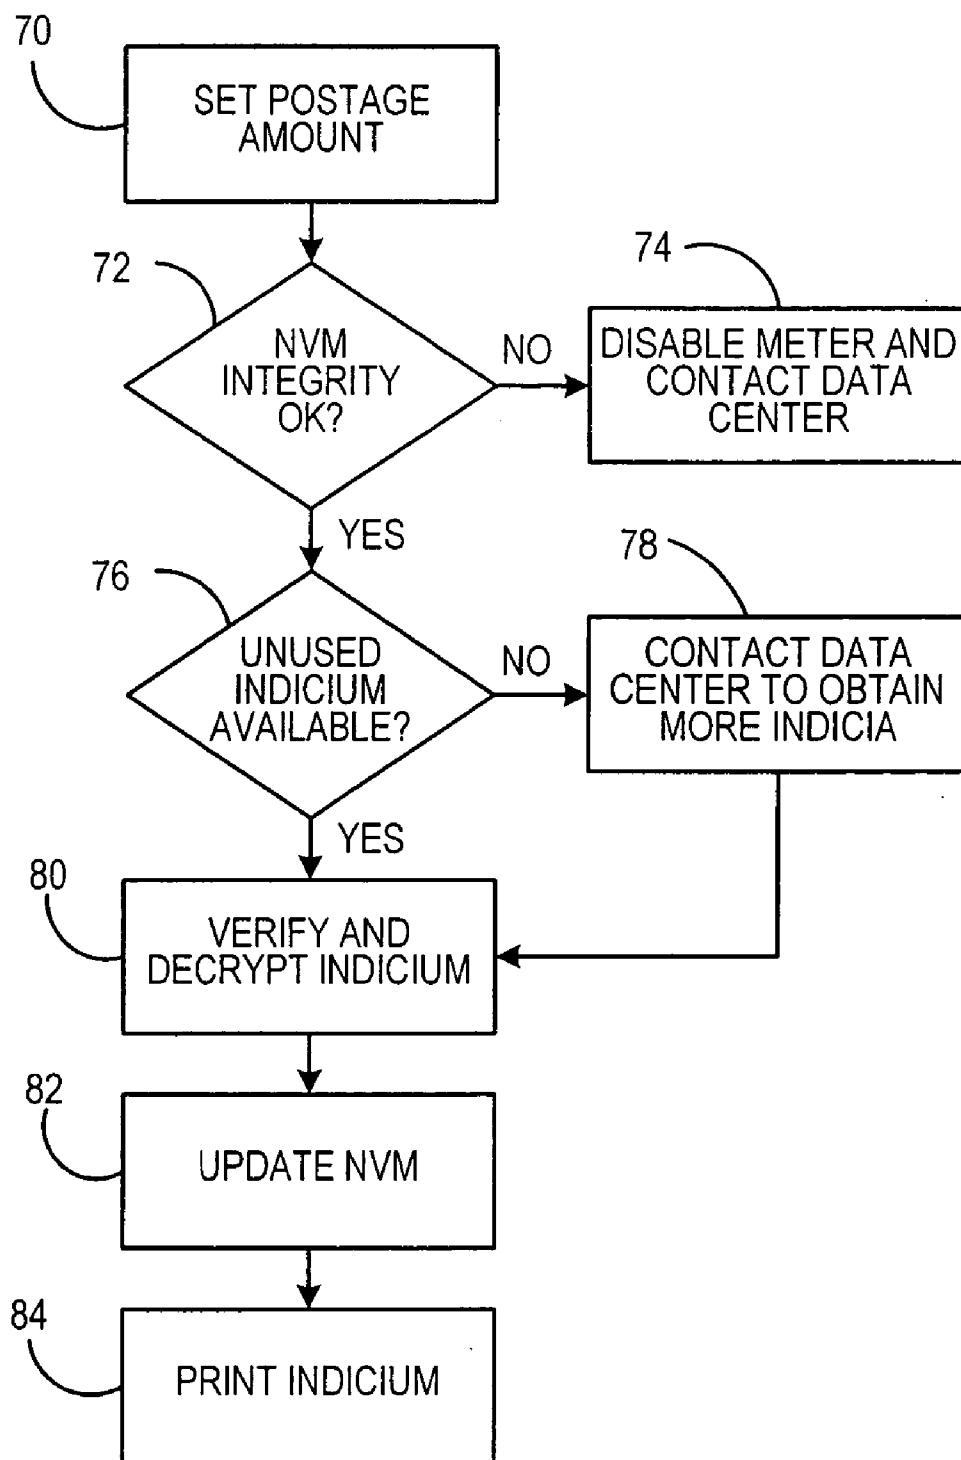 70
SET POSTAGE
AMOUNT
72
NVM
INTEGRITY
OK?
NO
74
DISABLE METER AND
CONTACT DATA
CENTER
YES
76
UNUSED
INDICIUM
AVAILABLE?
NO
78
CONTACT DATA
CENTER TO OBTAIN
MORE INDICIA
YES
80
VERIFY AND
DECRYPT INDICIUM
82
UPDATE NVM
84
PRINT INDICIUM